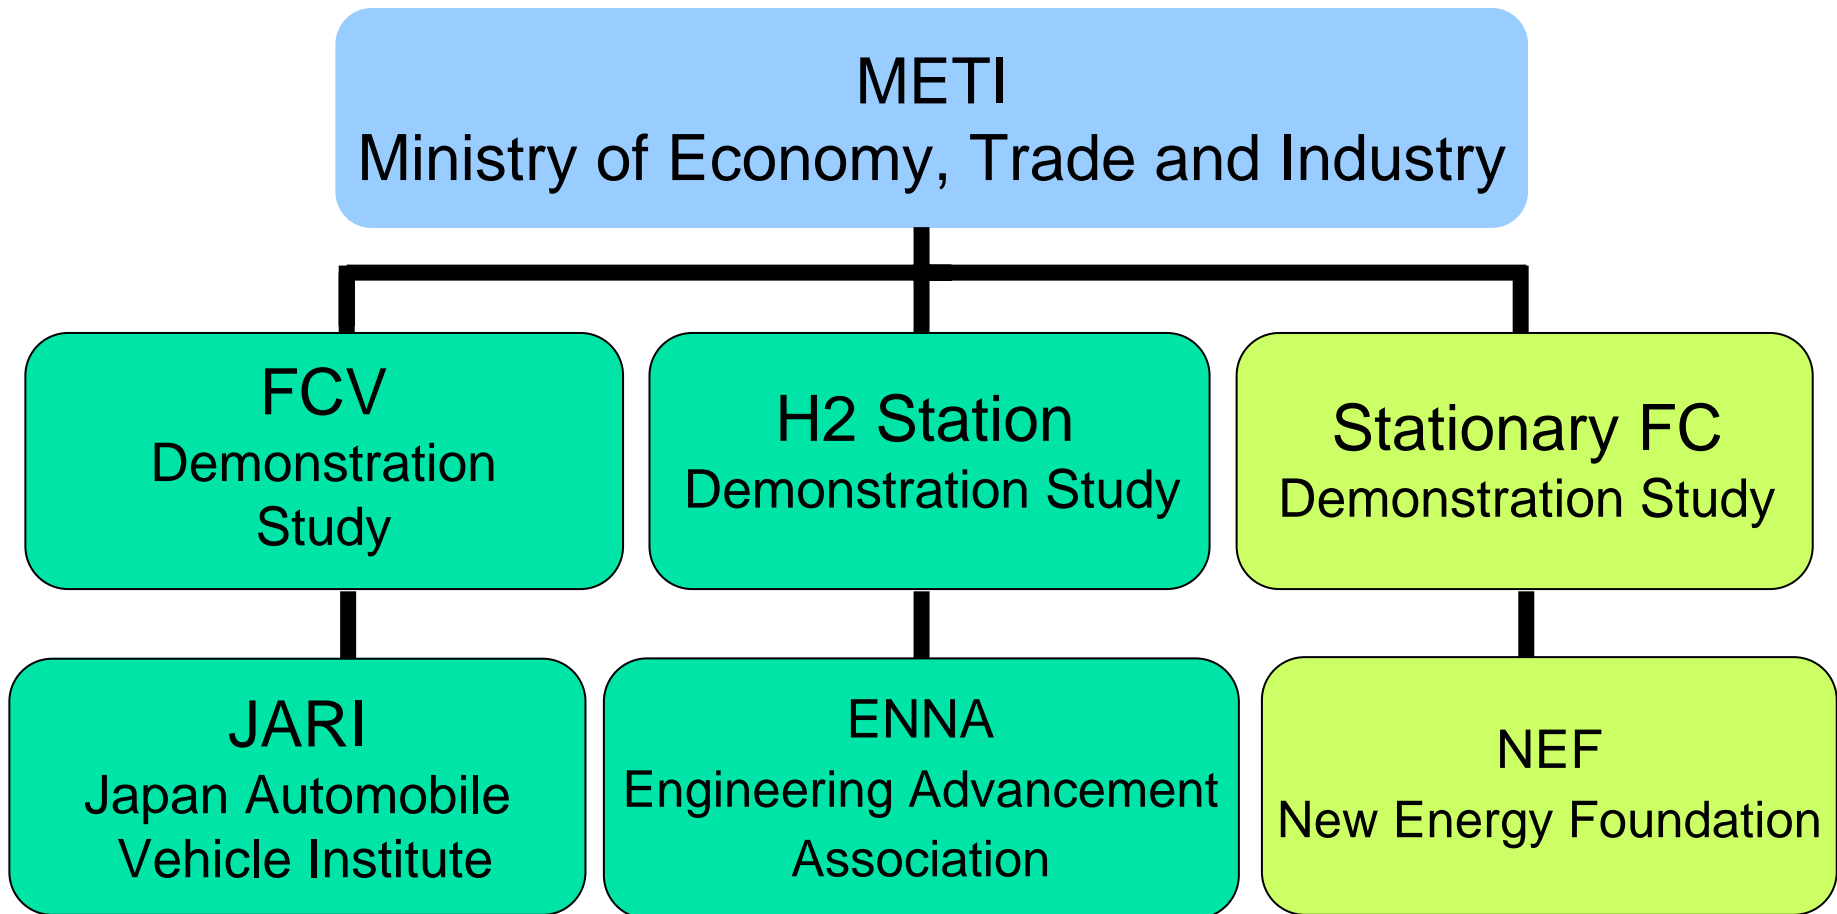 METI
Ministry of Economy, Trade and Industry
FCV
Demonstration
Study
H2 Station
Demonstration Study
Stationary FC
Demonstration Study
JARI
Japan Automobile
Vehicle Institute
ENNA
Engineering Advancement
Association
NEF
New Energy Foundation